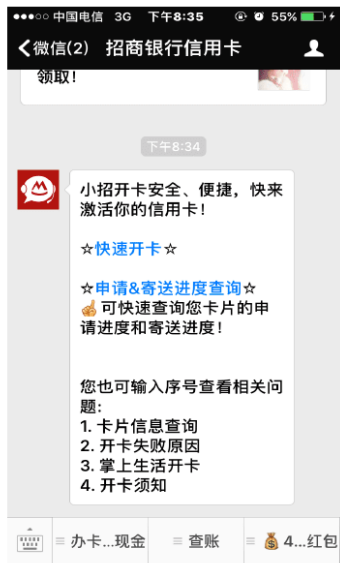 中国电信 3G 下午8:35 55%
微信(2) 招商银行信用卡
领取！
下午8:34
小招开卡安全、便捷，快来
激活你的信用卡！
☆快速开卡☆
☆申请&寄送进度查询☆
☝可快速查询您卡片的申
请进度和寄送进度！
您也可输入序号查看相关问
题：
1. 卡片信息查询
2. 开卡失败原因
3. 掌上生活开卡
4. 开卡须知
办卡...现金 查账 💰4...红包